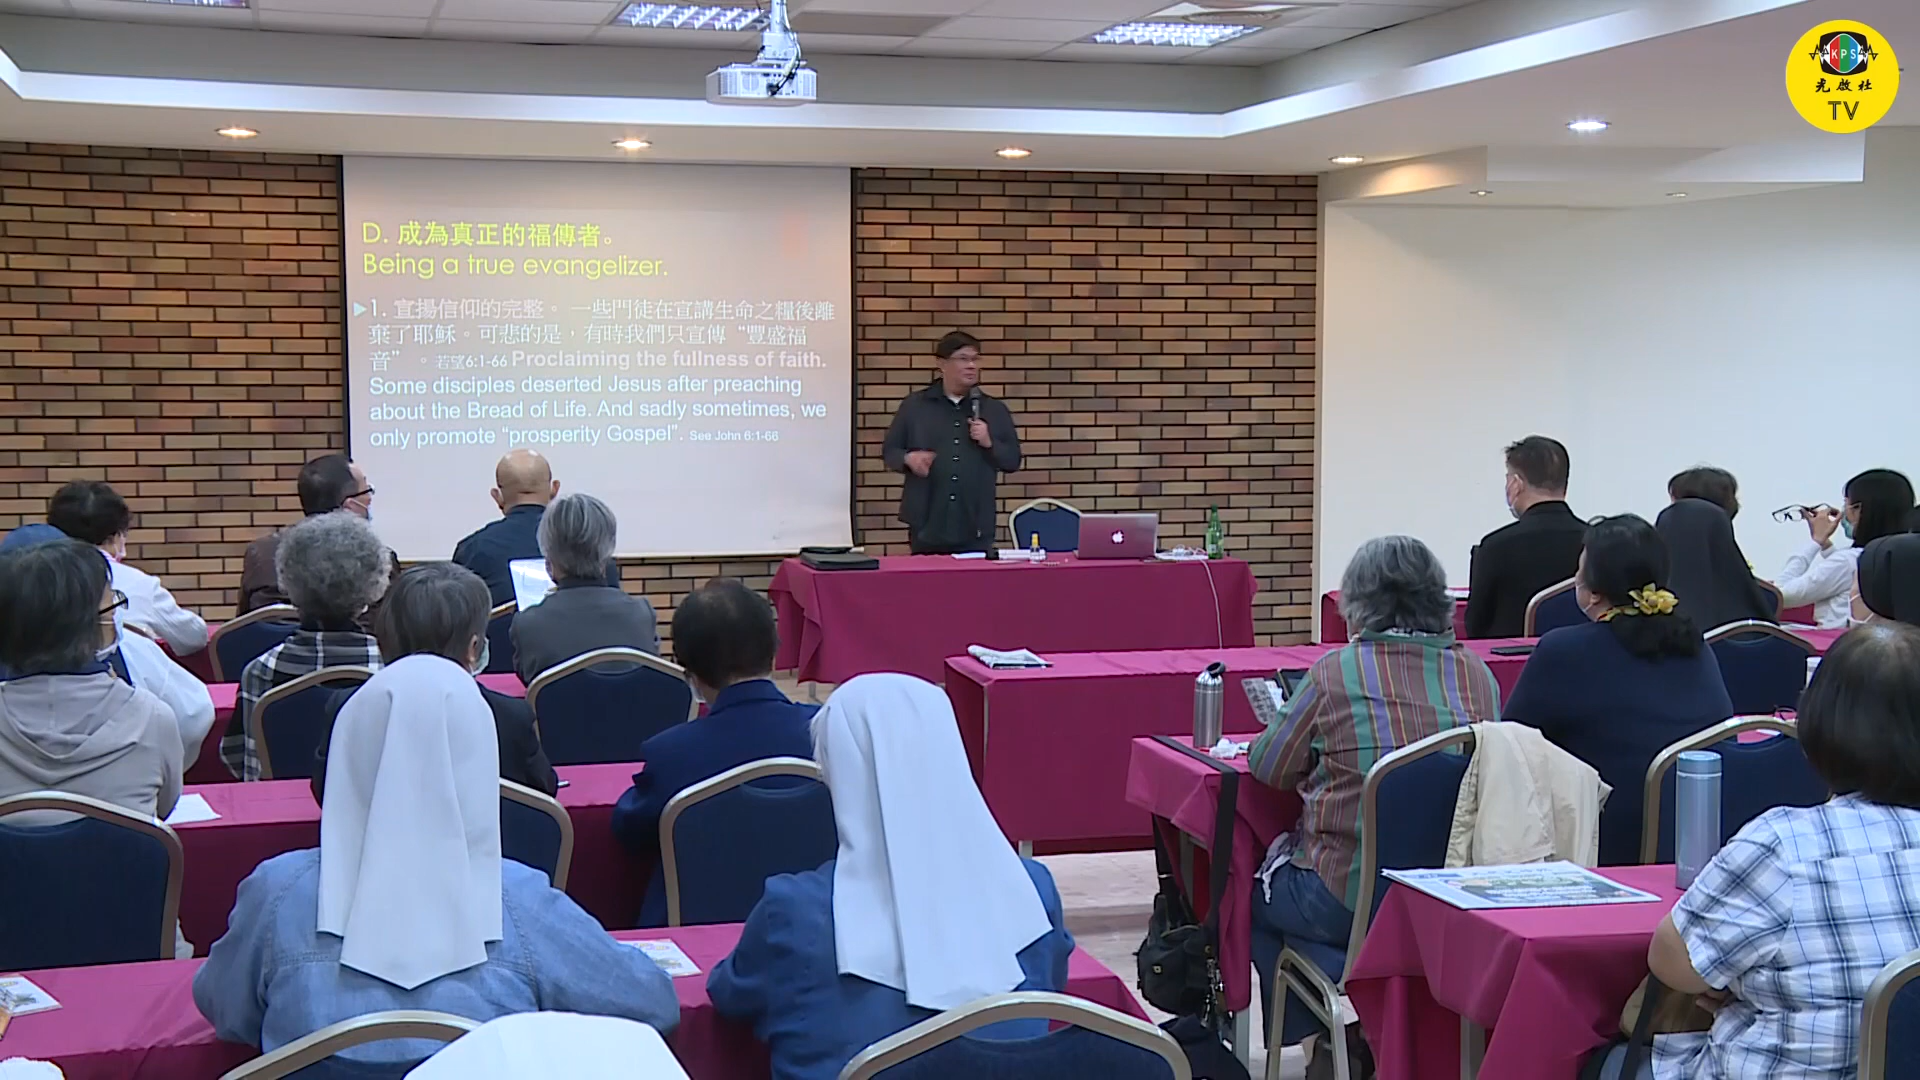 D. 成為真正的福傳者。
Being a true evangelizer.
1. 宣揚信仰的完整。 一些門徒在宣講生命之糧後離
棄了耶穌。可悲的是，有時我們只宣傳“豐盛福
音”。若望6:1-66 Proclaiming the fullness of faith.
Some disciples deserted Jesus after preaching
about the Bread of Life. And sadly sometimes, we
only promote “prosperity Gospel”. See John 6:1-66
KPS
光啟社
TV